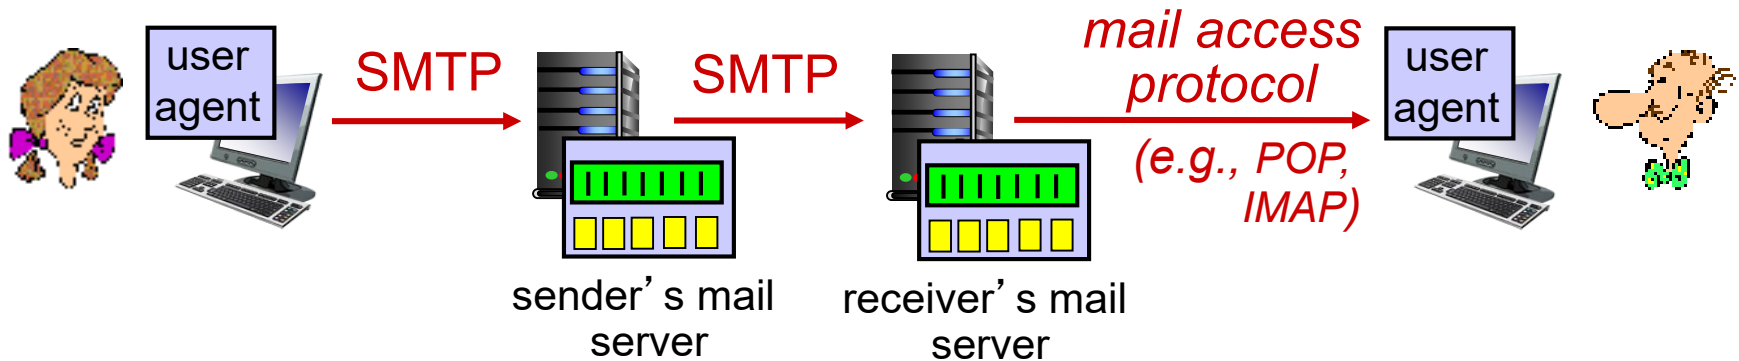 user
agent
SMTP
SMTP
mail access
protocol
(e.g., POP,
IMAP)
user
agent
sender’s mail
server
receiver’s mail
server